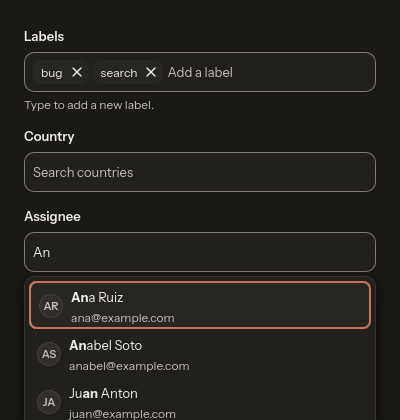 Labels
bug search Add a label
Type to add a new label.
Country
Search countries
Assignee
An
AR Ana Ruiz
ana@example.com
AS Anabel Soto
anabel@example.com
JA Juan Anton
juan@example.com